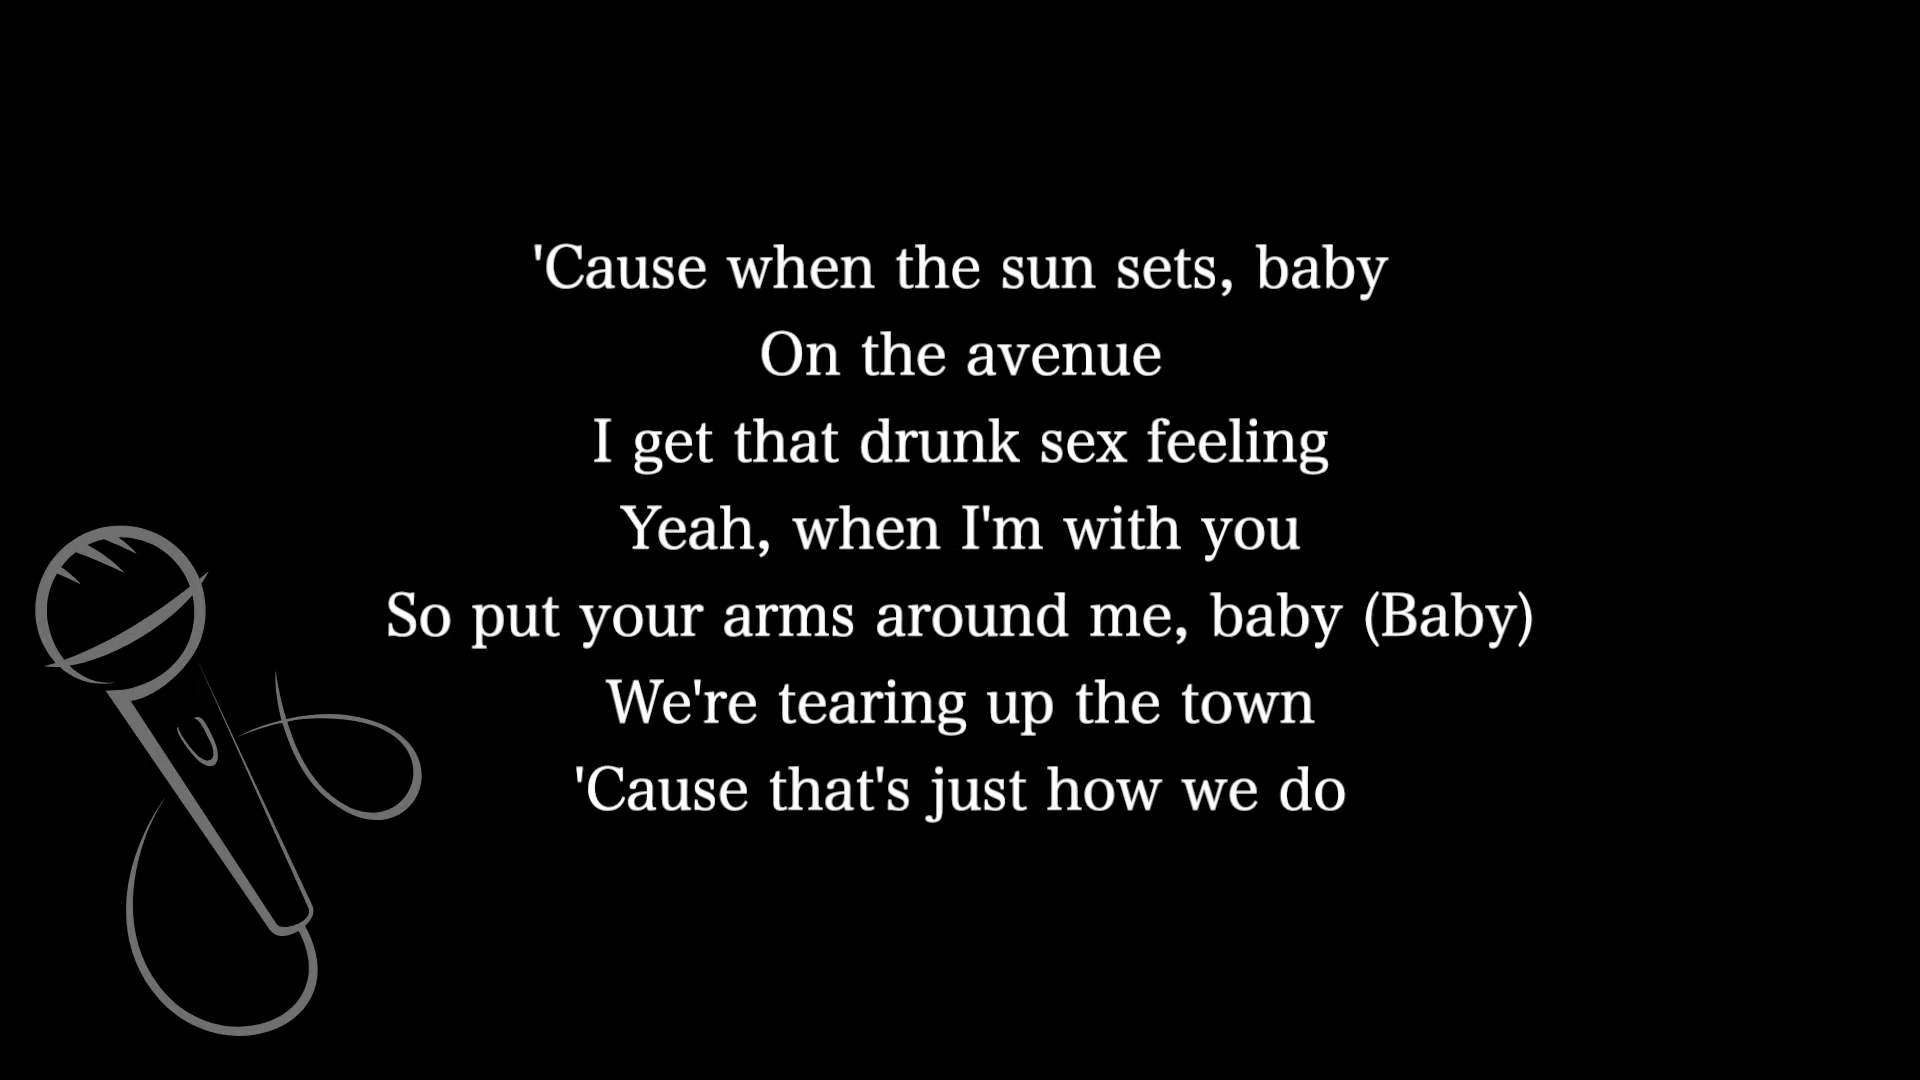 'Cause when the sun sets, baby
On the avenue
I get that drunk sex feeling
Yeah, when I'm with you
So put your arms around me, baby (Baby)
We're tearing up the town
'Cause that's just how we do